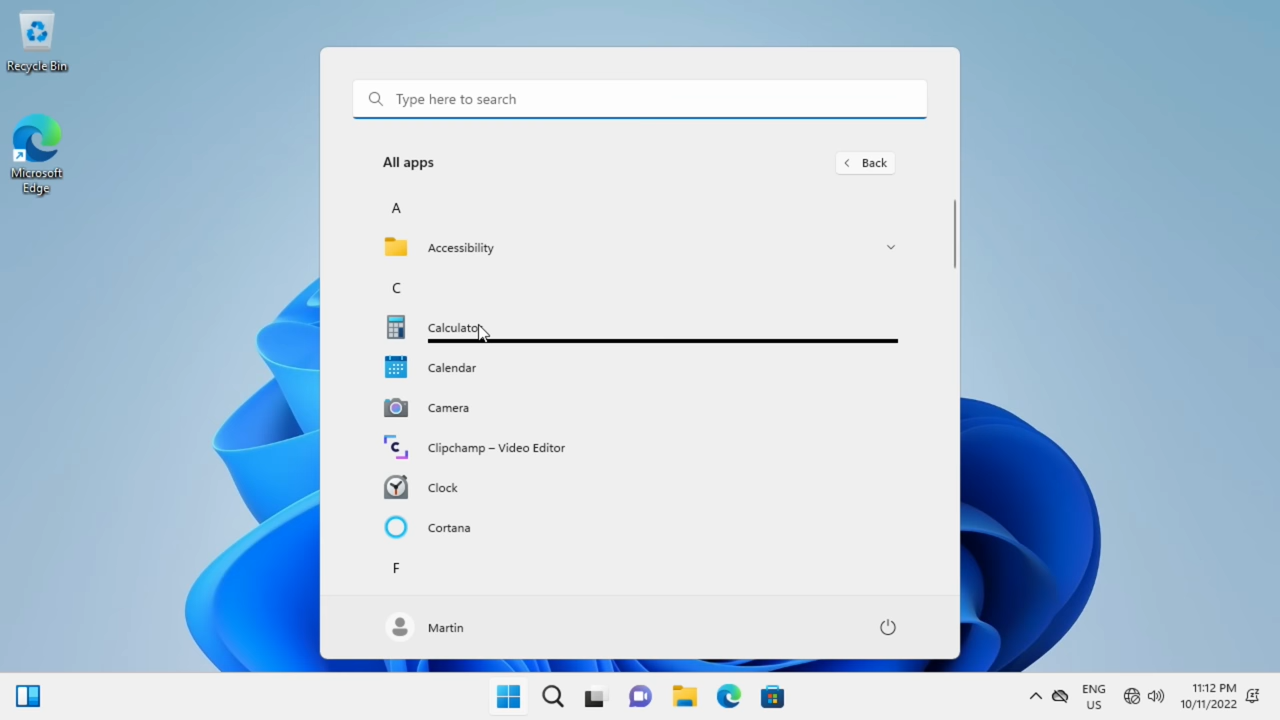 Recycle Bin
Microsoft
Edge
Type here to search
All apps
Back
A
Accessibility
C
Calculator
Calendar
Camera
Clipchamp – Video Editor
Clock
Cortana
F
Martin
ENG
US
11:12 PM
10/11/2022